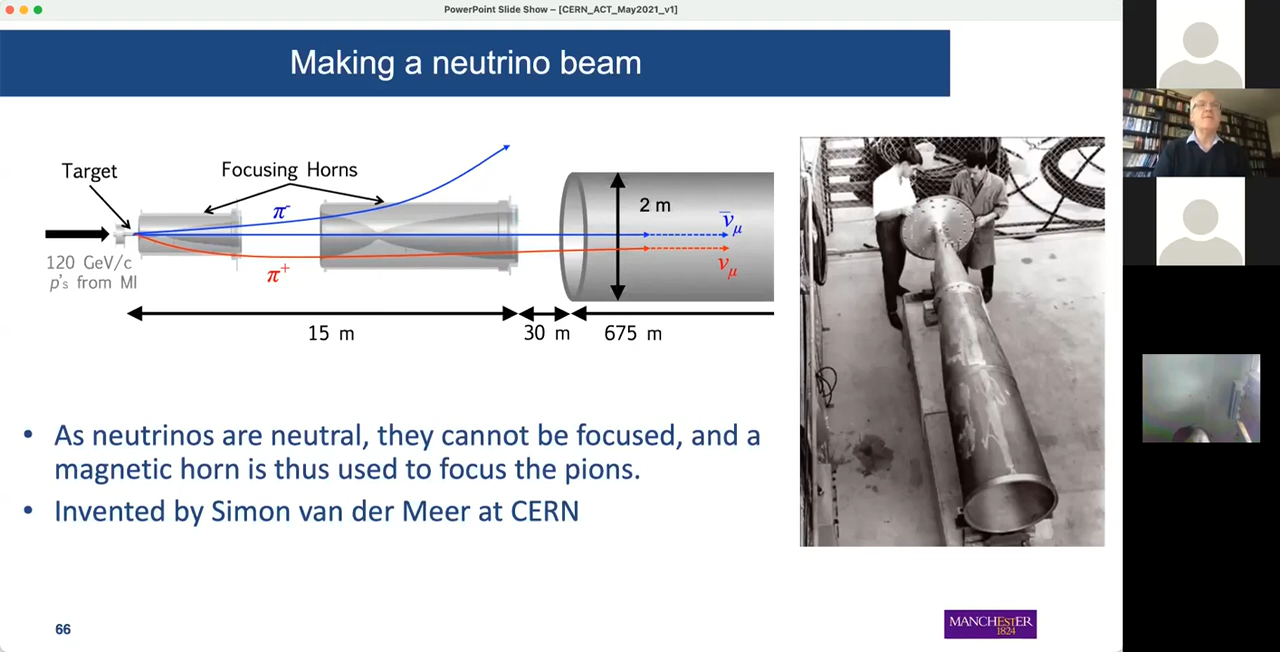 PowerPoint Slide Show – [CERN_ACT_May2021_v1]
Making a neutrino beam
Target
Focusing Horns
π⁻
2 m
ν̅μ
120 GeV/c
p's from MI
π⁺
νμ
15 m
30 m
675 m
• As neutrinos are neutral, they cannot be focused, and a
magnetic horn is thus used to focus the pions.
• Invented by Simon van der Meer at CERN
66
MANCHESTER
1824